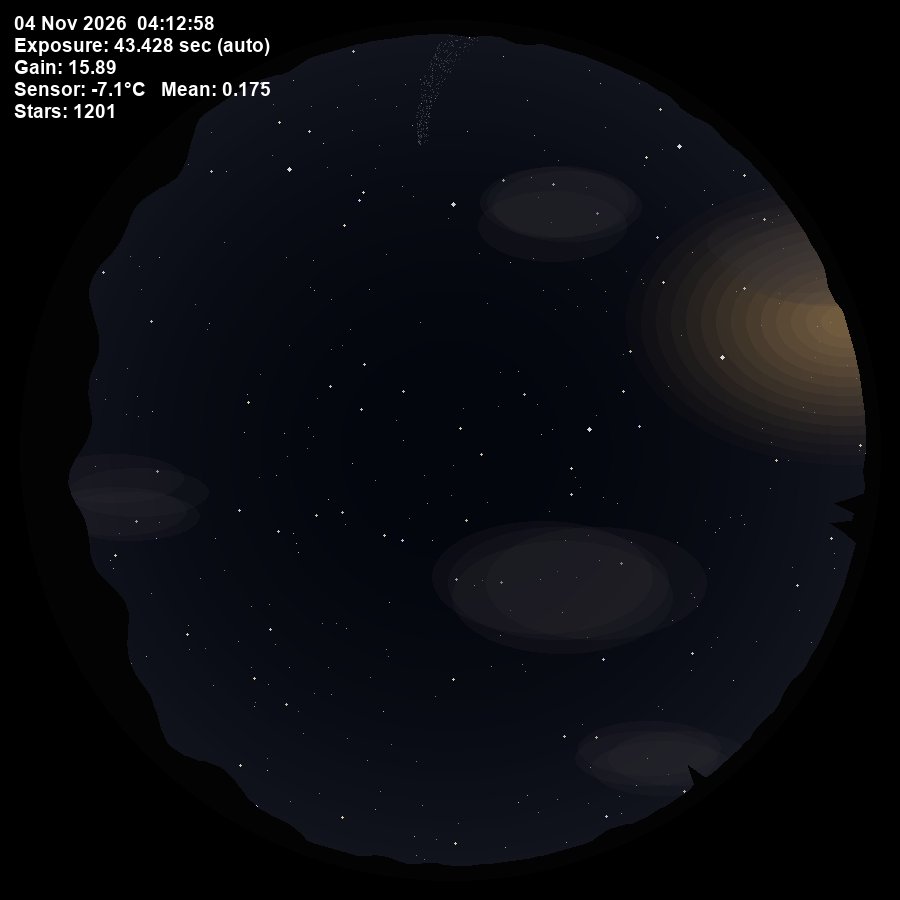 04 Nov 2026  04:12:58
Exposure: 43.428 sec (auto)
Gain: 15.89
Sensor: -7.1°C   Mean: 0.175
Stars: 1201